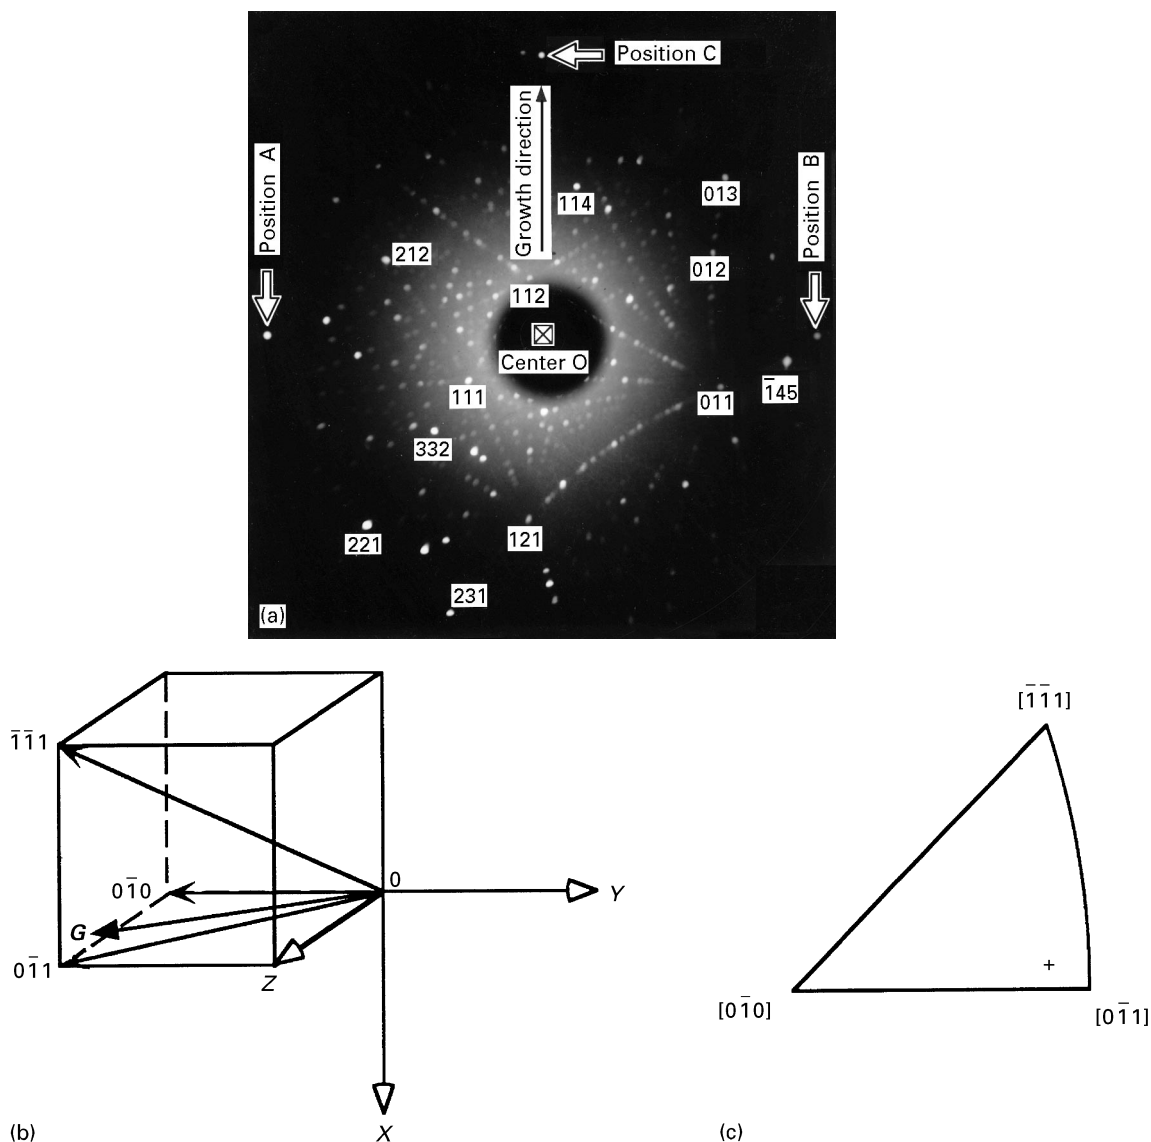 Position C
Position A
Growth direction
Position B
114
013
212
012
112
Center O
1̄45
111
011
332
221
121
231
(a)
1̄1̄1
01̄0
0
Y
G
01̄1
Z
X
(b)
[1̄1̄1]
[01̄0]
[01̄1]
(c)